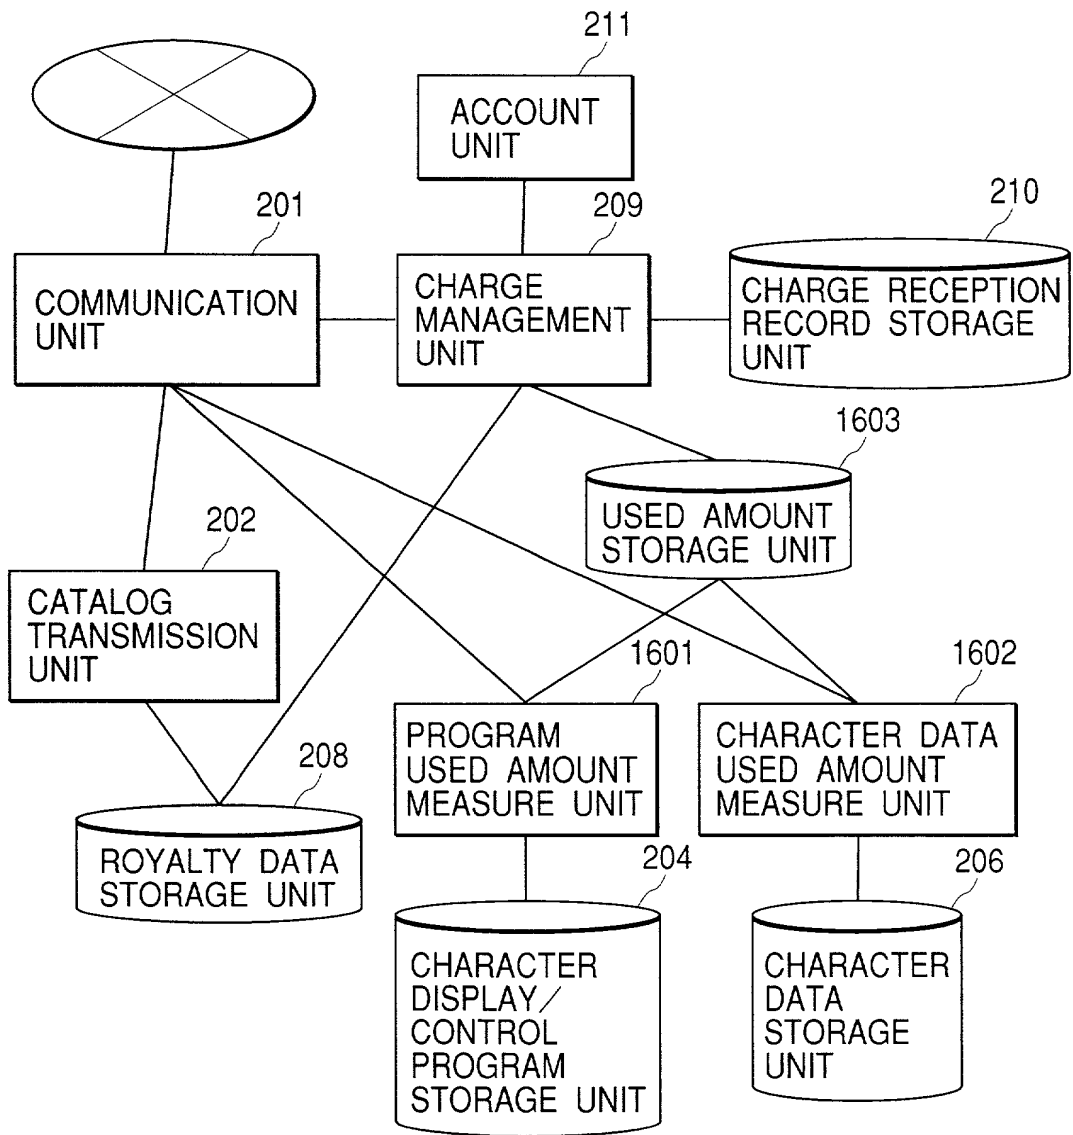 211
ACCOUNT
UNIT
201
COMMUNICATION
UNIT
209
CHARGE
MANAGEMENT
UNIT
210
CHARGE RECEPTION
RECORD STORAGE
UNIT
1603
USED AMOUNT
STORAGE UNIT
202
CATALOG
TRANSMISSION
UNIT
1601
PROGRAM
USED AMOUNT
MEASURE UNIT
1602
CHARACTER DATA
USED AMOUNT
MEASURE UNIT
208
ROYALTY DATA
STORAGE UNIT
204
CHARACTER
DISPLAY/
CONTROL
PROGRAM
STORAGE UNIT
206
CHARACTER
DATA
STORAGE
UNIT